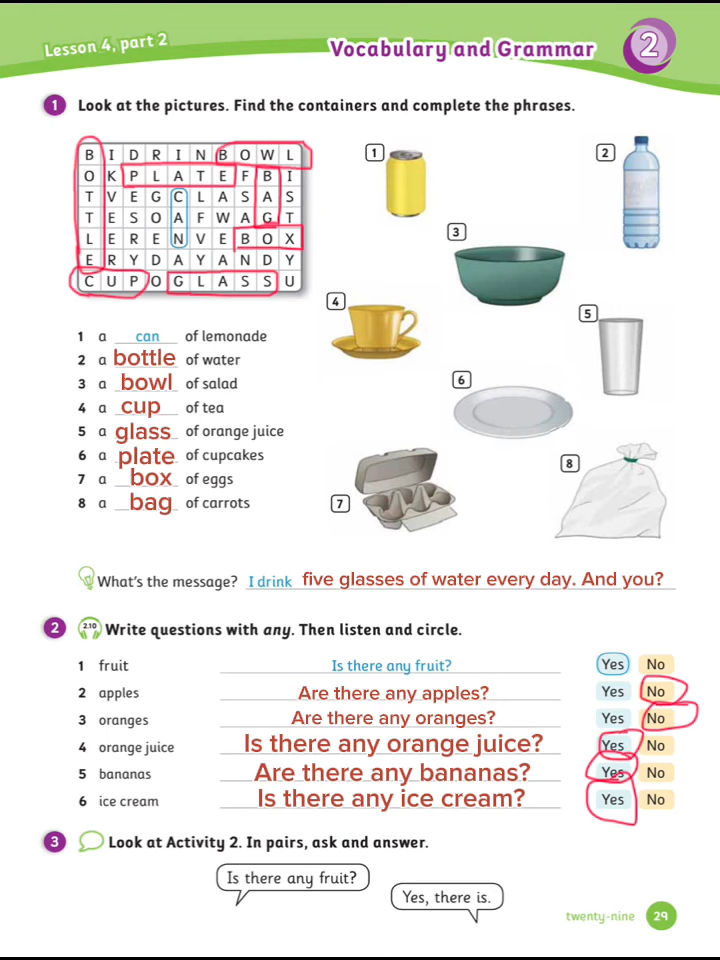 Lesson 4, part 2
Vocabulary and Grammar
2
1 Look at the pictures. Find the containers and complete the phrases.
B I D R I N B O W L
O K P L A T E F B I
T V E G C L A S A S
T E S O A F W A G T
L E R E N V E B O X
E R Y D A Y A N D Y
C U P O G L A S S U
1
2
3
4
5
6
7
8
1 a can of lemonade
2 a bottle of water
3 a bowl of salad
4 a cup of tea
5 a glass of orange juice
6 a plate of cupcakes
7 a box of eggs
8 a bag of carrots
What's the message? I drink five glasses of water every day. And you?
2 2.10 Write questions with any. Then listen and circle.
1 fruit Is there any fruit? Yes No
2 apples Are there any apples? Yes No
3 oranges Are there any oranges? Yes No
4 orange juice Is there any orange juice? Yes No
5 bananas Are there any bananas? Yes No
6 ice cream Is there any ice cream? Yes No
3 Look at Activity 2. In pairs, ask and answer.
Is there any fruit?
Yes, there is.
twenty-nine 29